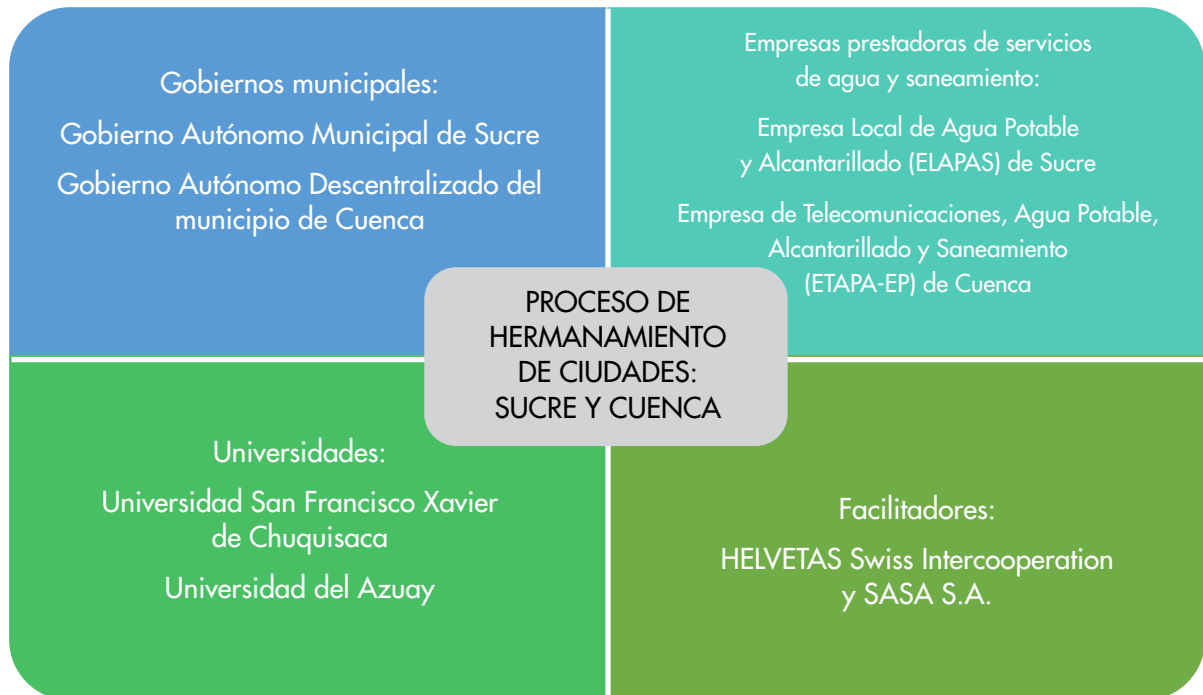 Gobiernos municipales:
Gobierno Autónomo Municipal de Sucre
Gobierno Autónomo Descentralizado del
municipio de Cuenca
Empresas prestadoras de servicios
de agua y saneamiento:
Empresa Local de Agua Potable
y Alcantarillado (ELAPAS) de Sucre
Empresa de Telecomunicaciones, Agua Potable,
Alcantarillado y Saneamiento
(ETAPA-EP) de Cuenca
PROCESO DE
HERMANAMIENTO
DE CIUDADES:
SUCRE Y CUENCA
Universidades:
Universidad San Francisco Xavier
de Chuquisaca
Universidad del Azuay
Facilitadores:
HELVETAS Swiss Intercooperation
y SASA S.A.